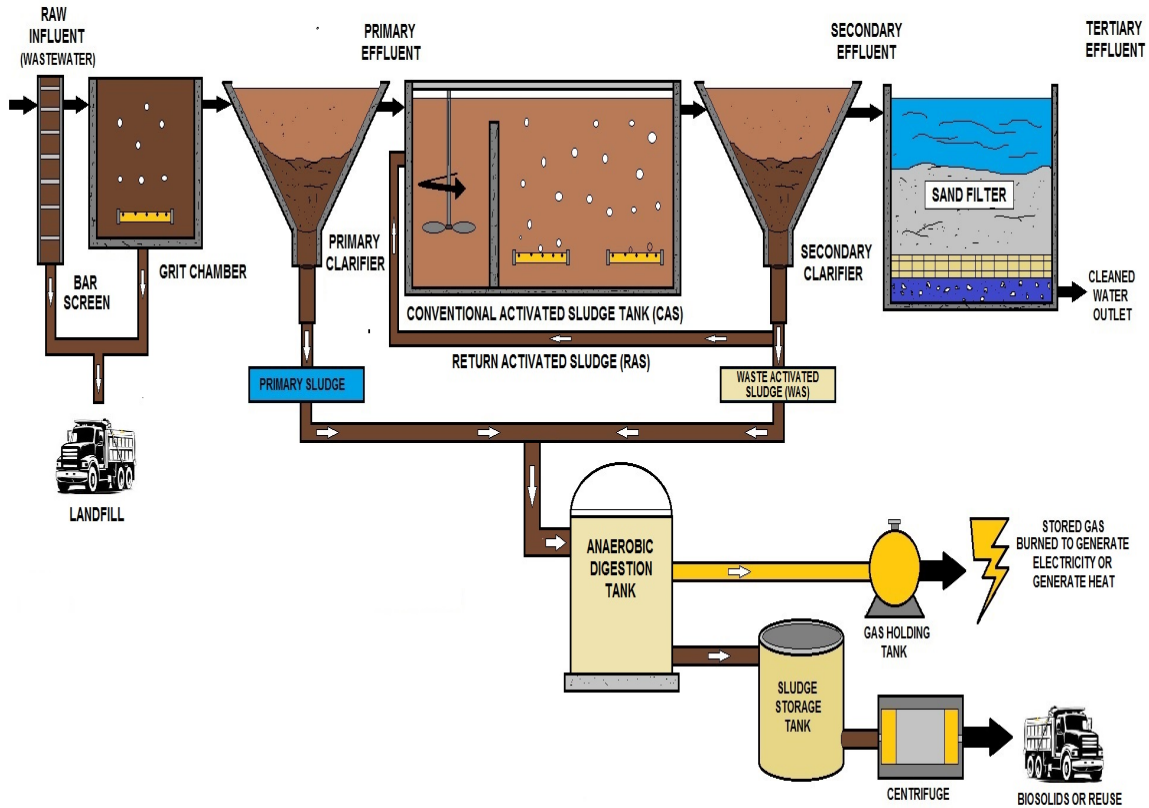 RAW
INFLUENT
(WASTEWATER)
PRIMARY
EFFLUENT
SECONDARY
EFFLUENT
TERTIARY
EFFLUENT
SAND FILTER
PRIMARY
CLARIFIER
SECONDARY
CLARIFIER
GRIT CHAMBER
BAR
SCREEN
CLEANED
WATER
OUTLET
CONVENTIONAL ACTIVATED SLUDGE TANK (CAS)
RETURN ACTIVATED SLUDGE (RAS)
PRIMARY SLUDGE
WASTE ACTIVATED
SLUDGE (WAS)
LANDFILL
ANAEROBIC
DIGESTION
TANK
STORED GAS
BURNED TO GENERATE
ELECTRICITY OR
GENERATE HEAT
GAS HOLDING
TANK
SLUDGE
STORAGE
TANK
CENTRIFUGE
BIOSOLIDS OR REUSE